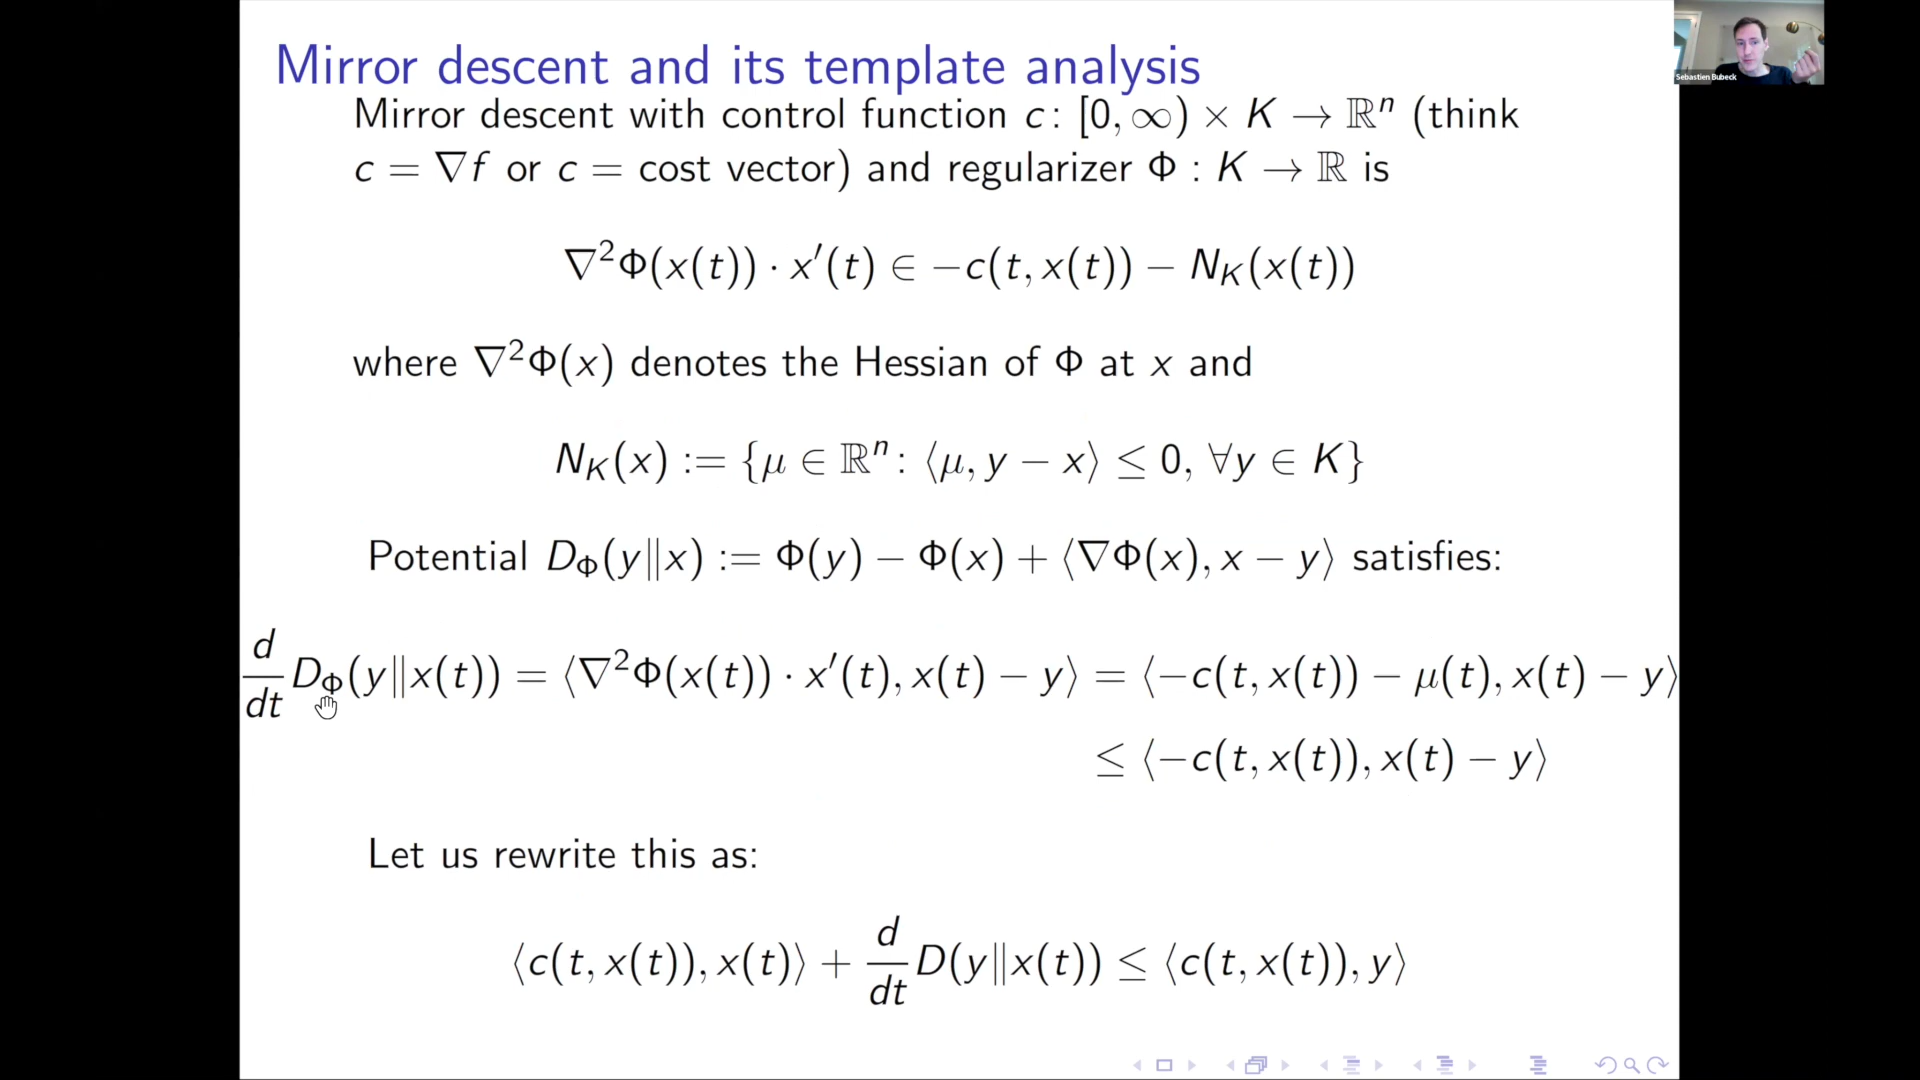 Mirror descent and its template analysis
Sebastien Bubeck
Mirror descent with control function c: [0, ∞) × K → ℝⁿ (think
c = ∇f or c = cost vector) and regularizer Φ : K → ℝ is
∇²Φ(x(t)) · x′(t) ∈ −c(t, x(t)) − N_K(x(t))
where ∇²Φ(x) denotes the Hessian of Φ at x and
N_K(x) := {μ ∈ ℝⁿ: ⟨μ, y − x⟩ ≤ 0, ∀y ∈ K}
Potential D_Φ(y‖x) := Φ(y) − Φ(x) + ⟨∇Φ(x), x − y⟩ satisfies:
d/dt D_Φ(y‖x(t)) = ⟨∇²Φ(x(t)) · x′(t), x(t) − y⟩ = ⟨−c(t, x(t)) − μ(t), x(t) − y⟩
≤ ⟨−c(t, x(t)), x(t) − y⟩
Let us rewrite this as:
⟨c(t, x(t)), x(t)⟩ + d/dt D(y‖x(t)) ≤ ⟨c(t, x(t)), y⟩